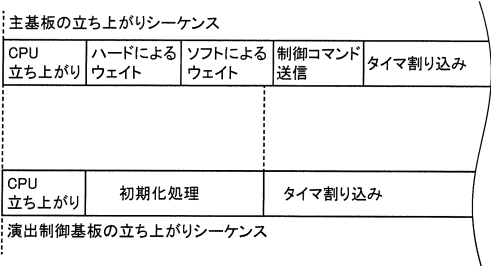 主基板の立ち上がりシーケンス
CPU
立ち上がり
ハードによる
ウェイト
ソフトによる
ウェイト
制御コマンド
送信
タイマ割り込み
CPU
立ち上がり
初期化処理
タイマ割り込み
演出制御基板の立ち上がりシーケンス